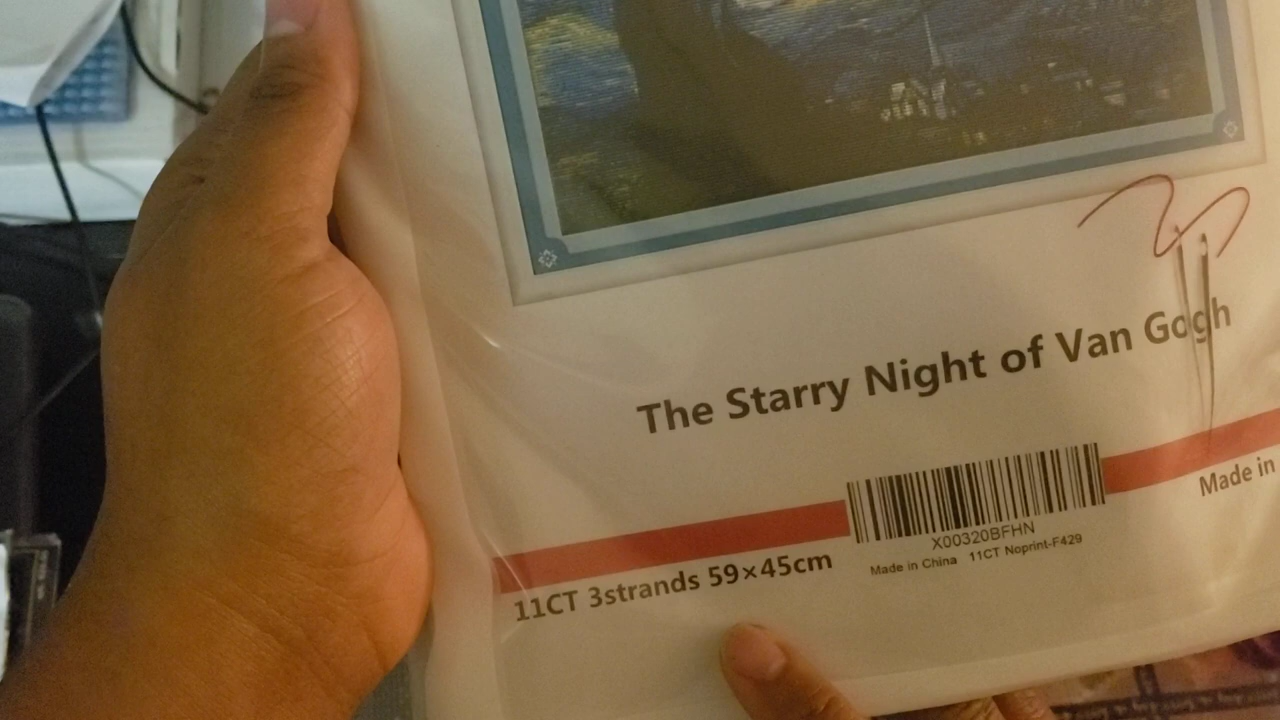 The Starry Night of Van Gogh
X00320BFHN
Made in China 11CT Noprint-F429
11CT 3strands 59×45cm
Made in